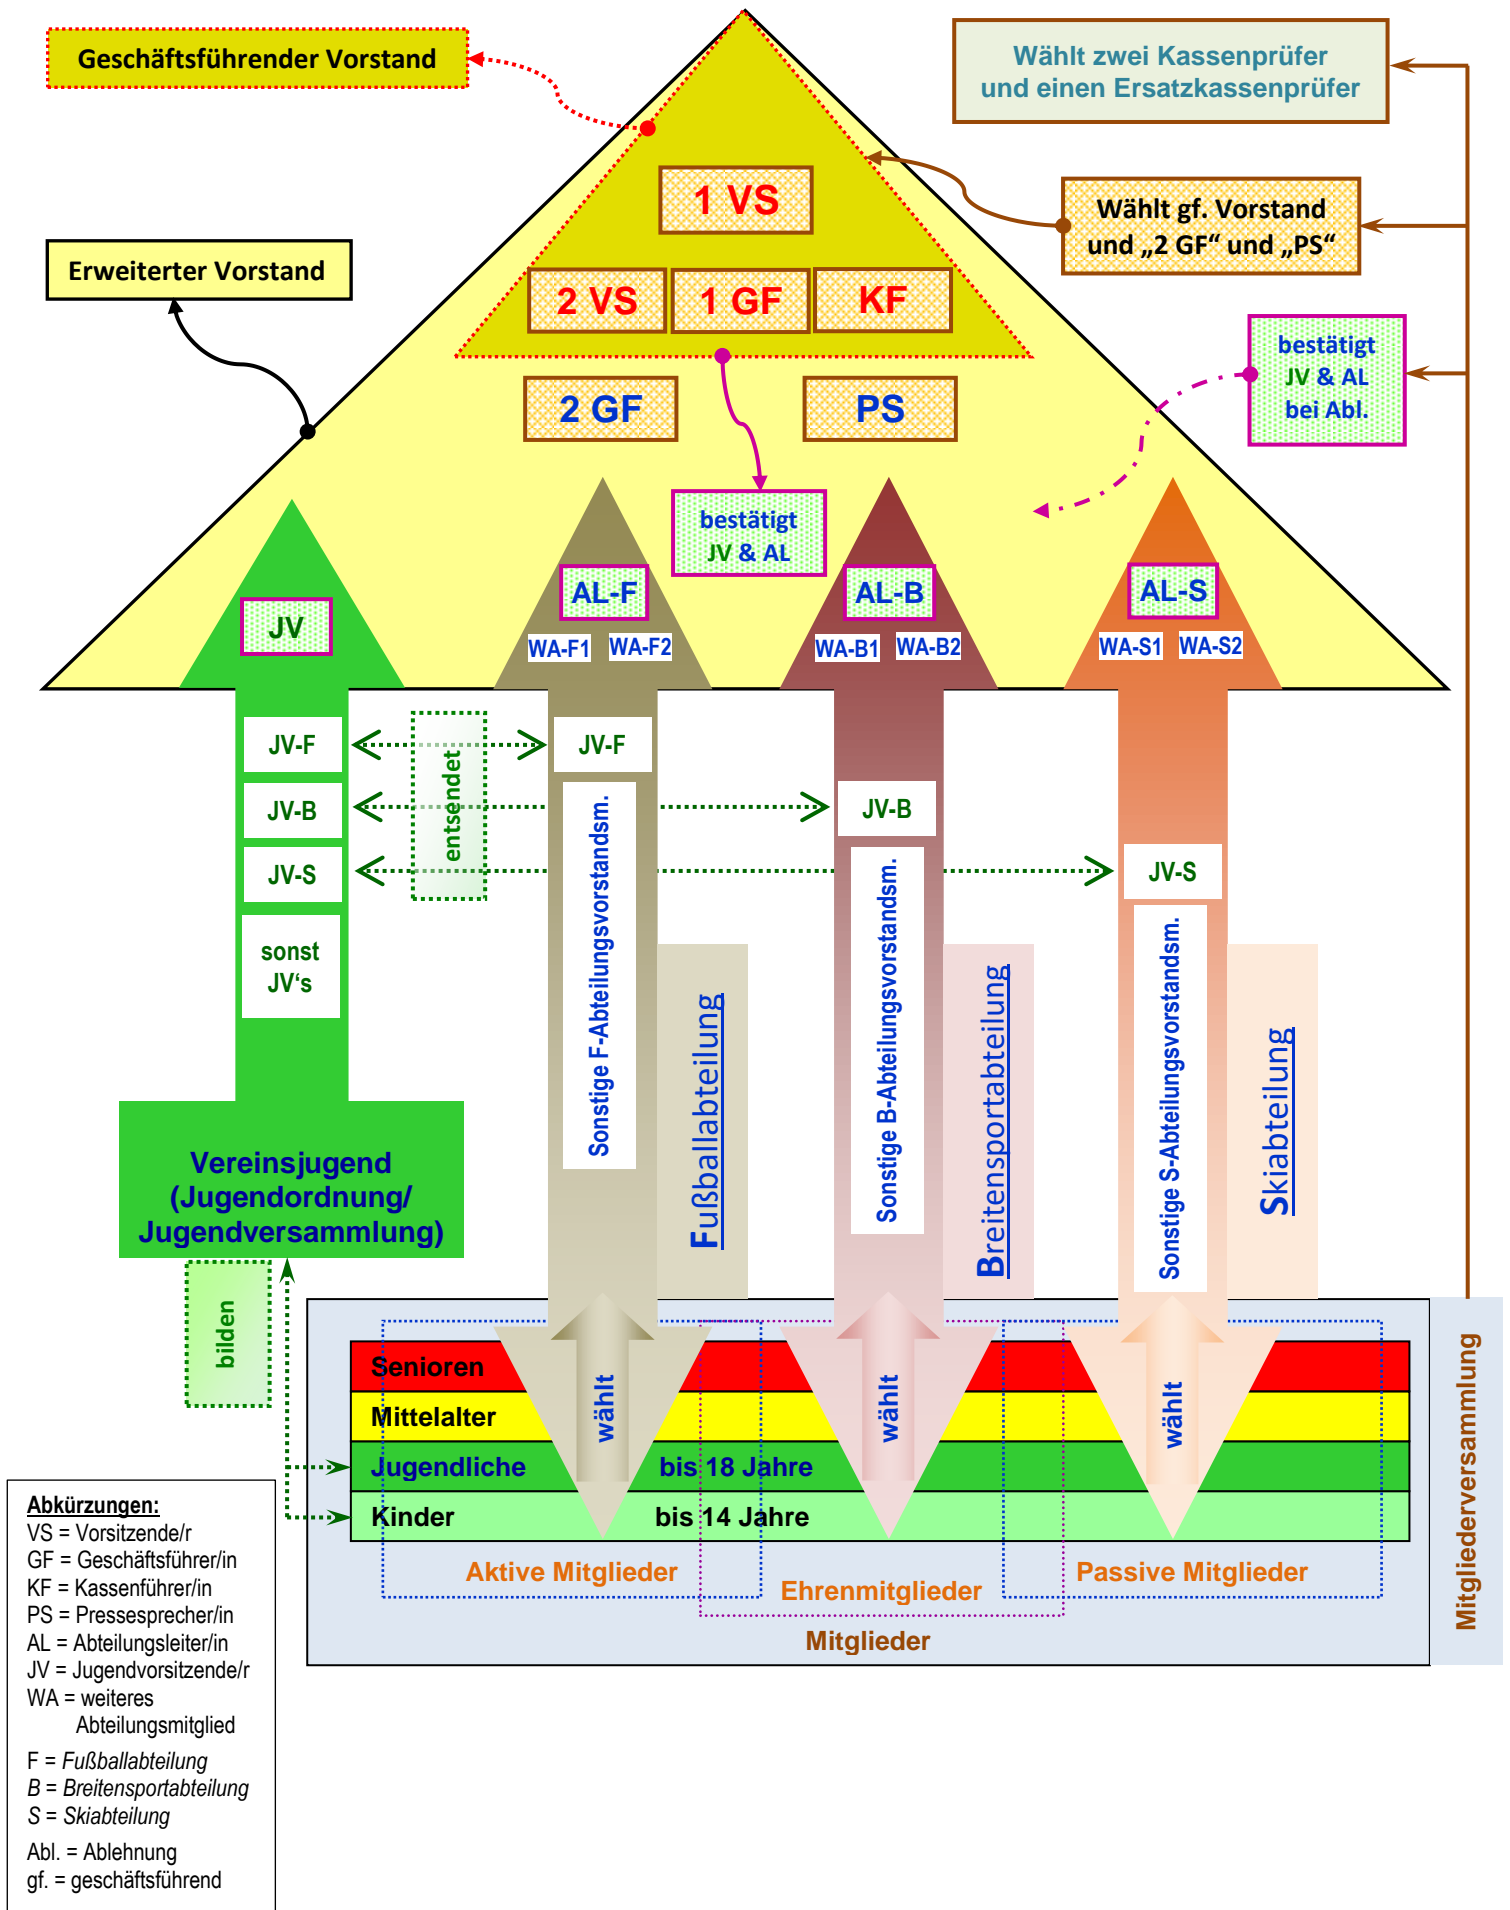 Geschäftsführender Vorstand
Wählt zwei Kassenprüfer
und einen Ersatzkassenprüfer
1 VS
Wählt gf. Vorstand
und „2 GF“ und „PS“
Erweiterter Vorstand
2 VS
1 GF
KF
bestätigt
JV & AL
bei Abl.
2 GF
PS
bestätigt
JV & AL
JV
AL-F
WA-F1
WA-F2
AL-B
WA-B1
WA-B2
AL-S
WA-S1
WA-S2
JV-F
JV-B
JV-S
sonst
JV‘s
entsendet
JV-F
JV-B
JV-S
Sonstige F-Abteilungsvorstandsm.
Fußballabteilung
Sonstige B-Abteilungsvorstandsm.
Breitensportabteilung
Sonstige S-Abteilungsvorstandsm.
Skiabteilung
Vereinsjugend
(Jugendordnung/
Jugendversammlung)
bilden
Senioren
Mittelalter
Jugendliche bis 18 Jahre
Kinder bis 14 Jahre
wählt
wählt
wählt
Aktive Mitglieder
Ehrenmitglieder
Passive Mitglieder
Mitglieder
Mitgliederversammlung
Abkürzungen:
VS = Vorsitzende/r
GF = Geschäftsführer/in
KF = Kassenführer/in
PS = Pressesprecher/in
AL = Abteilungsleiter/in
JV = Jugendvorsitzende/r
WA = weiteres
Abteilungsmitglied
F = Fußballabteilung
B = Breitensportabteilung
S = Skiabteilung
Abl. = Ablehnung
gf. = geschäftsführend